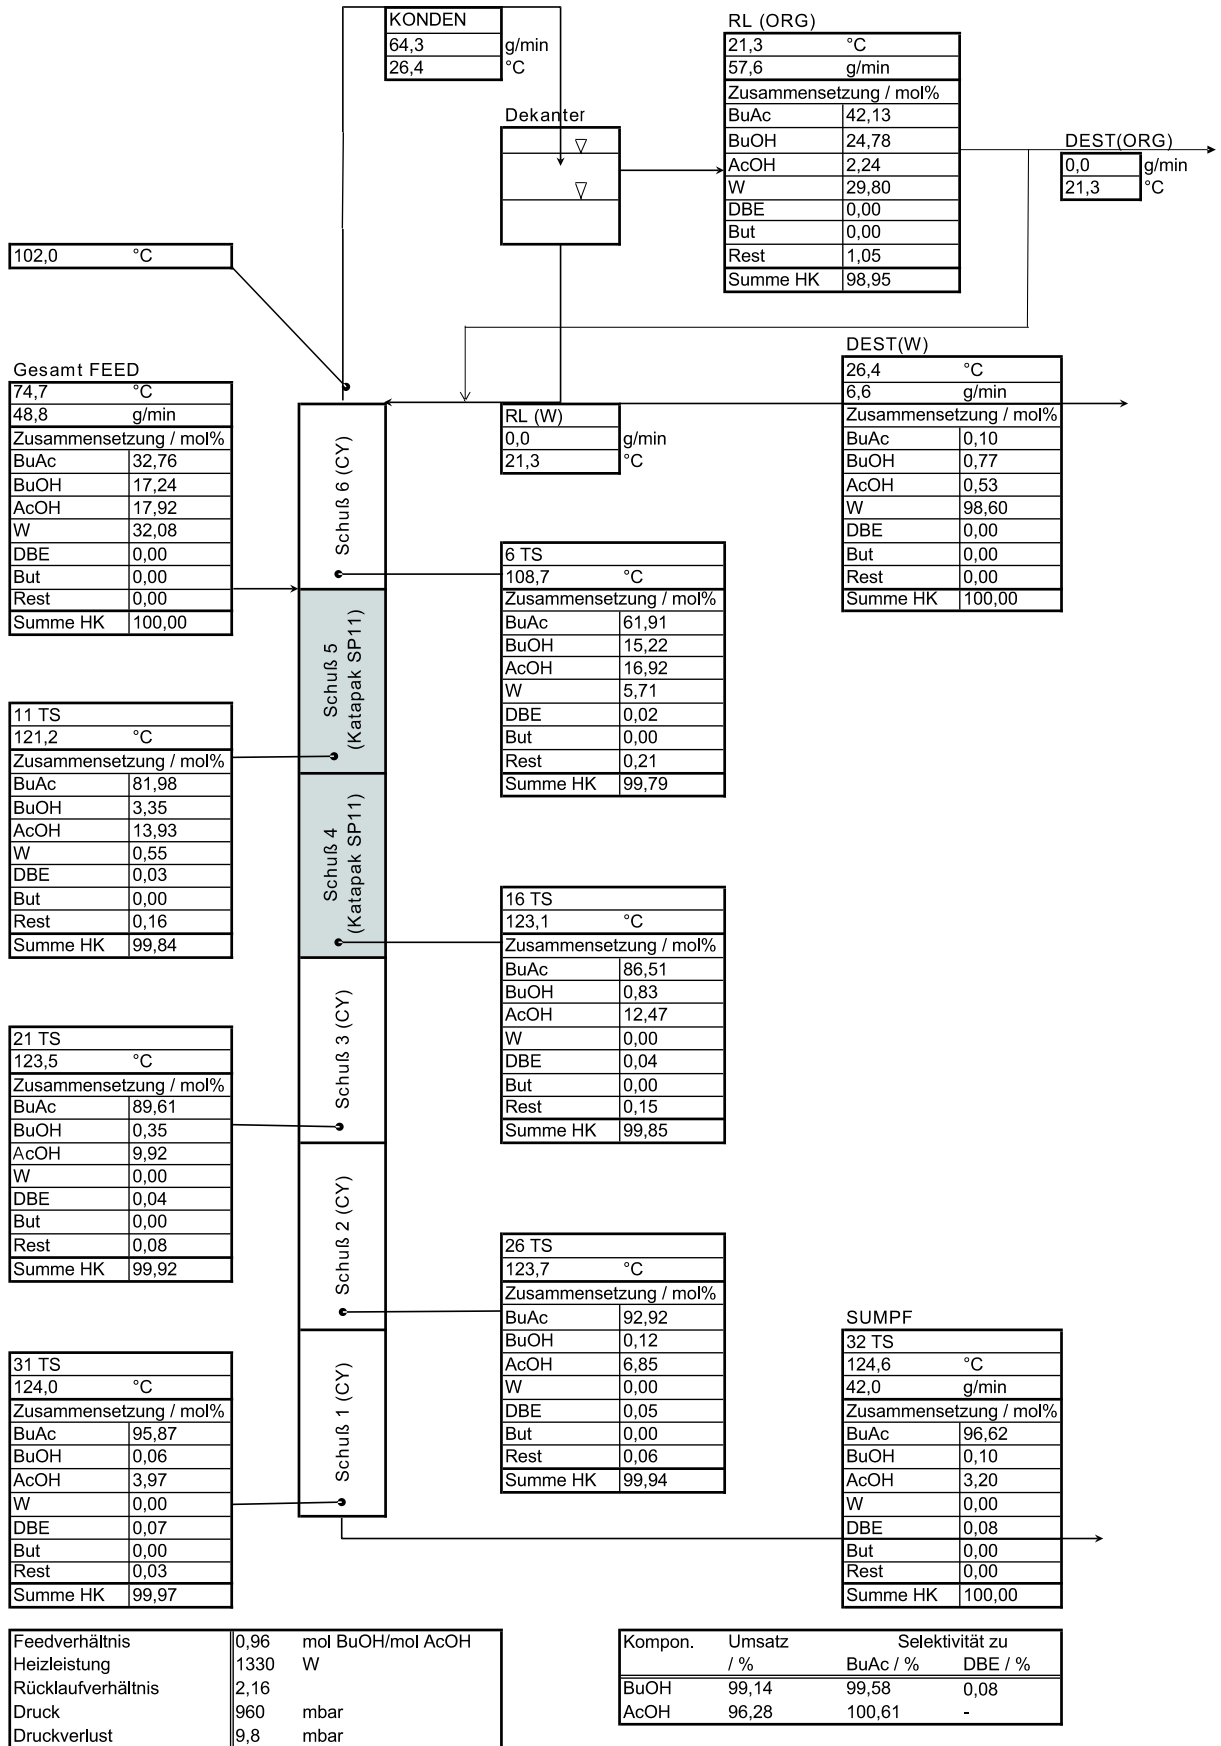 KONDEN
64,3 g/min
26,4 °C
Dekanter
RL (ORG)
21,3 °C
57,6 g/min
Zusammensetzung / mol%
BuAc 42,13
BuOH 24,78
AcOH 2,24
W 29,80
DBE 0,00
But 0,00
Rest 1,05
Summe HK 98,95
DEST(ORG)
0,0 g/min
21,3 °C
102,0 °C
Gesamt FEED
74,7 °C
48,8 g/min
Zusammensetzung / mol%
BuAc 32,76
BuOH 17,24
AcOH 17,92
W 32,08
DBE 0,00
But 0,00
Rest 0,00
Summe HK 100,00
RL (W)
0,0 g/min
21,3 °C
DEST(W)
26,4 °C
6,6 g/min
Zusammensetzung / mol%
BuAc 0,10
BuOH 0,77
AcOH 0,53
W 98,60
DBE 0,00
But 0,00
Rest 0,00
Summe HK 100,00
Schuß 6 (CY)
6 TS
108,7 °C
Zusammensetzung / mol%
BuAc 61,91
BuOH 15,22
AcOH 16,92
W 5,71
DBE 0,02
But 0,00
Rest 0,21
Summe HK 99,79
Schuß 5
(Katapak SP11)
11 TS
121,2 °C
Zusammensetzung / mol%
BuAc 81,98
BuOH 3,35
AcOH 13,93
W 0,55
DBE 0,03
But 0,00
Rest 0,16
Summe HK 99,84
Schuß 4
(Katapak SP11)
16 TS
123,1 °C
Zusammensetzung / mol%
BuAc 86,51
BuOH 0,83
AcOH 12,47
W 0,00
DBE 0,04
But 0,00
Rest 0,15
Summe HK 99,85
Schuß 3 (CY)
21 TS
123,5 °C
Zusammensetzung / mol%
BuAc 89,61
BuOH 0,35
AcOH 9,92
W 0,00
DBE 0,04
But 0,00
Rest 0,08
Summe HK 99,92
Schuß 2 (CY)
26 TS
123,7 °C
Zusammensetzung / mol%
BuAc 92,92
BuOH 0,12
AcOH 6,85
W 0,00
DBE 0,05
But 0,00
Rest 0,06
Summe HK 99,94
Schuß 1 (CY)
31 TS
124,0 °C
Zusammensetzung / mol%
BuAc 95,87
BuOH 0,06
AcOH 3,97
W 0,00
DBE 0,07
But 0,00
Rest 0,03
Summe HK 99,97
SUMPF
32 TS
124,6 °C
42,0 g/min
Zusammensetzung / mol%
BuAc 96,62
BuOH 0,10
AcOH 3,20
W 0,00
DBE 0,08
But 0,00
Rest 0,00
Summe HK 100,00
Feedverhältnis 0,96 mol BuOH/mol AcOH
Heizleistung 1330 W
Rücklaufverhältnis 2,16
Druck 960 mbar
Druckverlust 9,8 mbar
Kompon. Umsatz Selektivität zu
/ % BuAc / % DBE / %
BuOH 99,14 99,58 0,08
AcOH 96,28 100,61 -